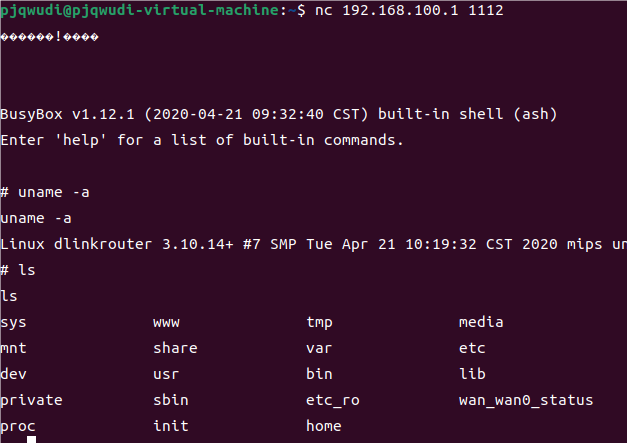 pjqwudi@pjqwudi-virtual-machine:~$ nc 192.168.100.1 1112
������!����
BusyBox v1.12.1 (2020-04-21 09:32:40 CST) built-in shell (ash)
Enter 'help' for a list of built-in commands.
# uname -a
uname -a
Linux dlinkrouter 3.10.14+ #7 SMP Tue Apr 21 10:19:32 CST 2020 mips un
# ls
ls
sys www tmp media
mnt share var etc
dev usr bin lib
private sbin etc_ro wan_wan0_status
proc init home